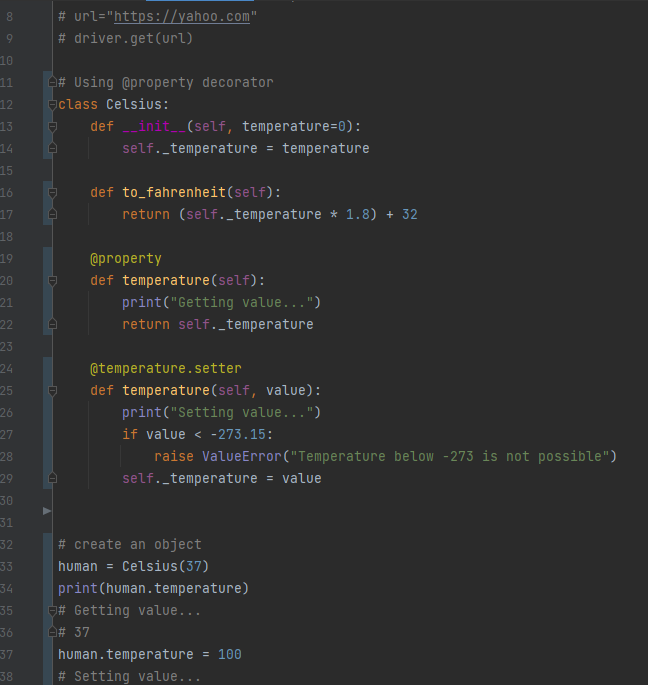 8 # url="https://yahoo.com"
9 # driver.get(url)
10
11 # Using @property decorator
12 class Celsius:
13     def __init__(self, temperature=0):
14         self._temperature = temperature
15
16     def to_fahrenheit(self):
17         return (self._temperature * 1.8) + 32
18
19     @property
20     def temperature(self):
21         print("Getting value...")
22         return self._temperature
23
24     @temperature.setter
25     def temperature(self, value):
26         print("Setting value...")
27         if value < -273.15:
28             raise ValueError("Temperature below -273 is not possible")
29         self._temperature = value
30
31
32 # create an object
33 human = Celsius(37)
34 print(human.temperature)
35 # Getting value...
36 # 37
37 human.temperature = 100
38 # Setting value...